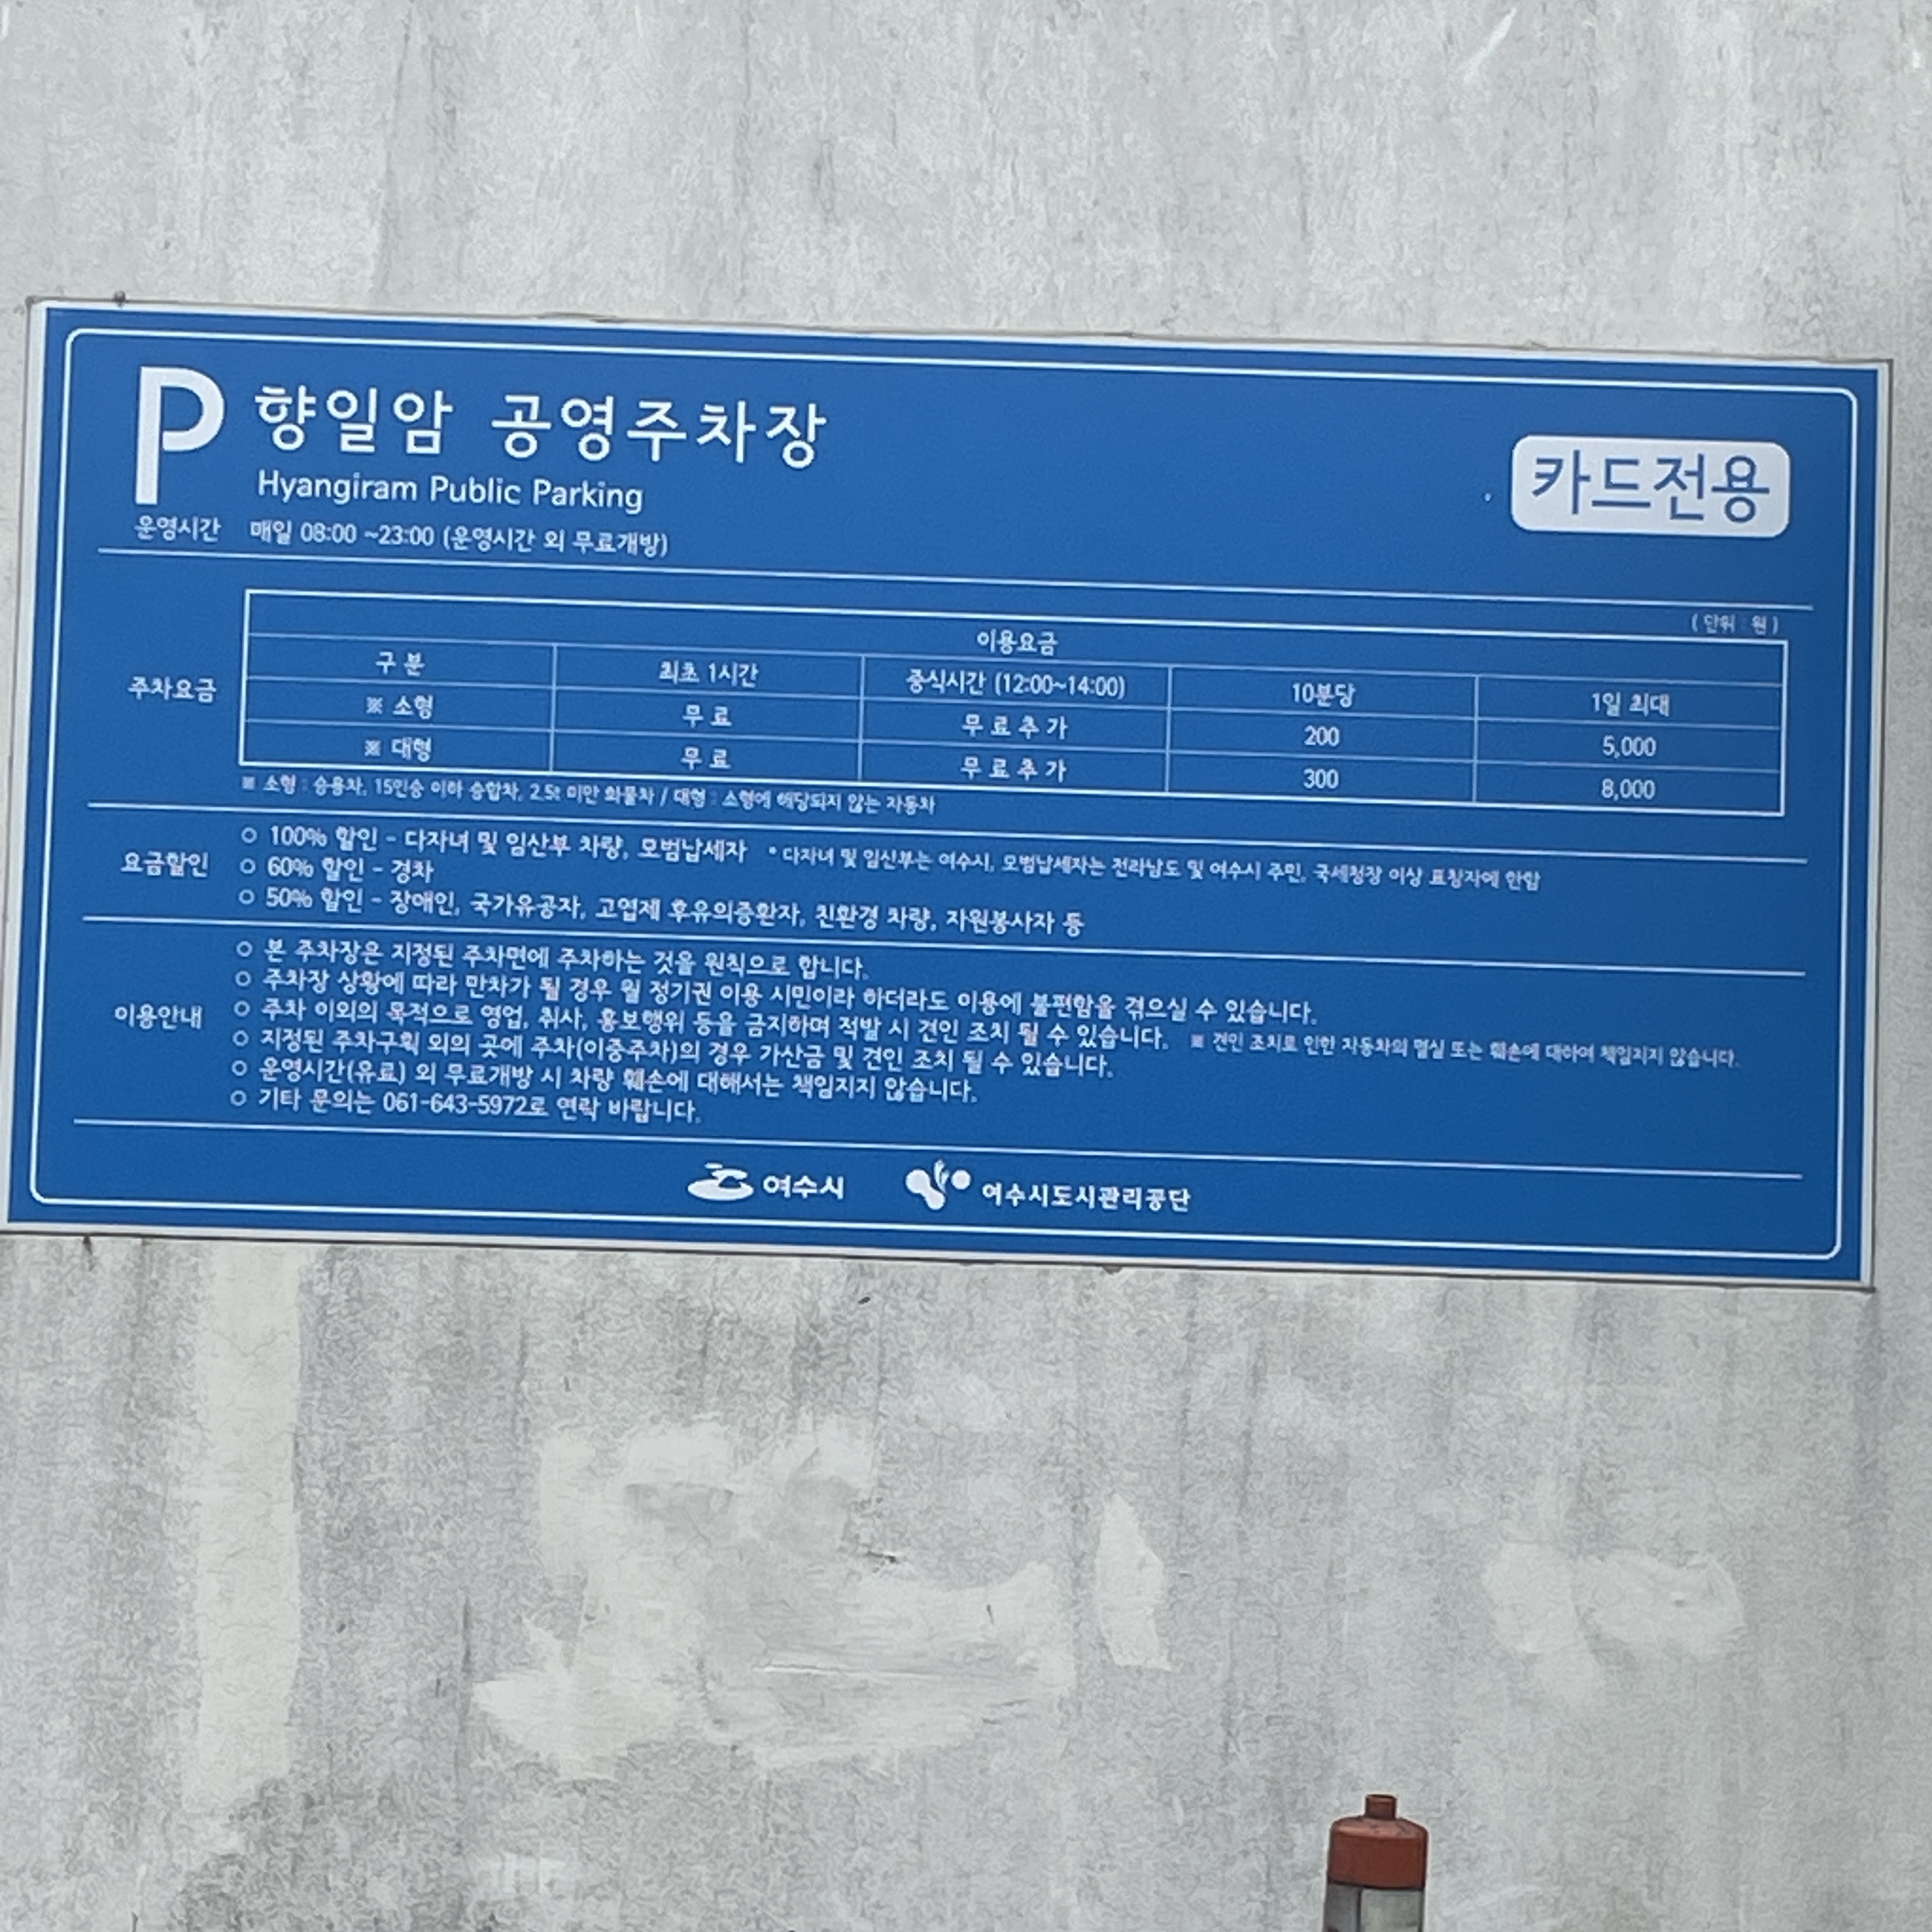 P 향일암 공영주차장
카드전용
Hyangiram Public Parking
운영시간 매일 08:00 ~23:00 (운영시간 외 무료개방)
( 단위 : 원 )
주차요금
이용요금
구 분 최초 1시간 중식시간 (12:00~14:00) 10분당 1일 최대
※ 소형 무 료 무 료 추 가 200 5,000
※ 대형 무 료 무 료 추 가 300 8,000
※ 소형 : 승용차, 15인승 이하 승합차, 2.5t 미만 화물차 / 대형 : 소형에 해당되지 않는 자동차
요금할인
○ 100% 할인 - 다자녀 및 임산부 차량, 모범납세자 * 다자녀 및 임산부는 여수시, 모범납세자는 전라남도 및 여수시 주민, 국세청장 이상 표창자에 한함
○ 60% 할인 - 경차
○ 50% 할인 - 장애인, 국가유공자, 고엽제 후유의증환자, 친환경 차량, 자원봉사자 등
이용안내
○ 본 주차장은 지정된 주차면에 주차하는 것을 원칙으로 합니다.
○ 주차장 상황에 따라 만차가 될 경우 월 정기권 이용 시민이라 하더라도 이용에 불편함을 겪으실 수 있습니다.
○ 주차 이외의 목적으로 영업, 취사, 홍보행위 등을 금지하며 적발 시 견인 조치 될 수 있습니다. ※ 견인 조치로 인한 자동차의 멸실 또는 훼손에 대하여 책임지지 않습니다.
○ 지정된 주차구획 외의 곳에 주차(이중주차)의 경우 가산금 및 견인 조치 될 수 있습니다.
○ 운영시간(유료) 외 무료개방 시 차량 훼손에 대해서는 책임지지 않습니다.
○ 기타 문의는 061-643-5972로 연락 바랍니다.
여수시 여수시도시관리공단